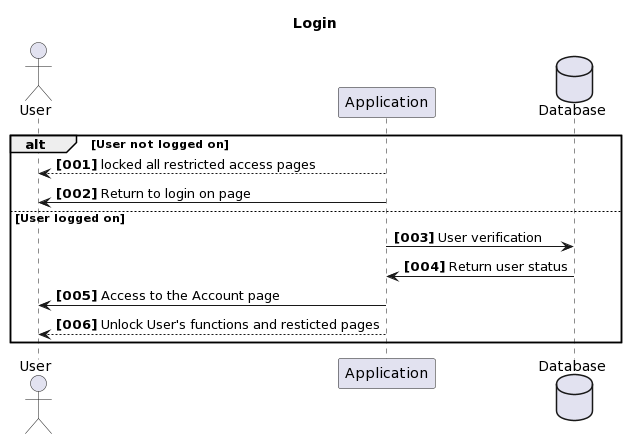 Login
User
Application
Database
alt [User not logged on]
[001] locked all restricted access pages
[002] Return to login on page
[User logged on]
[003] User verification
[004] Return user status
[005] Access to the Account page
[006] Unlock User's functions and resticted pages
User
Application
Database